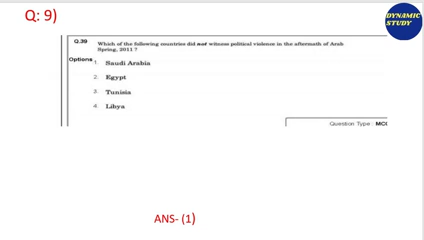 Q: 9)
DYNAMIC
STUDY
Q.39
Which of the following countries did not witness political violence in the aftermath of Arab
Spring, 2011 ?
Options
1. Saudi Arabia
2. Egypt
3. Tunisia
4. Libya
Question Type - MCQ
ANS- (1)